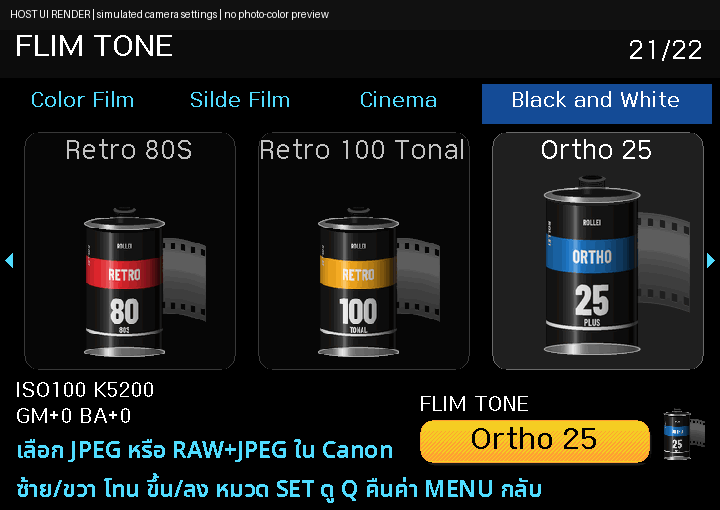 HOST UI RENDER | simulated camera settings | no photo-color preview
FLIM TONE
21/22
Color Film
Silde Film
Cinema
Black and White
Retro 80S
Retro 100 Tonal
Ortho 25
ROLLEI
RETRO
80
80S
ROLLEI
RETRO
100
TONAL
ROLLEI
ORTHO
25
PLUS
ISO100 K5200
GM+0 BA+0
FLIM TONE
Ortho 25
25
เลือก JPEG หรือ RAW+JPEG ใน Canon
ซ้าย/ขวา โทน ขึ้น/ลง หมวด SET ดู Q คืนค่า MENU กลับ